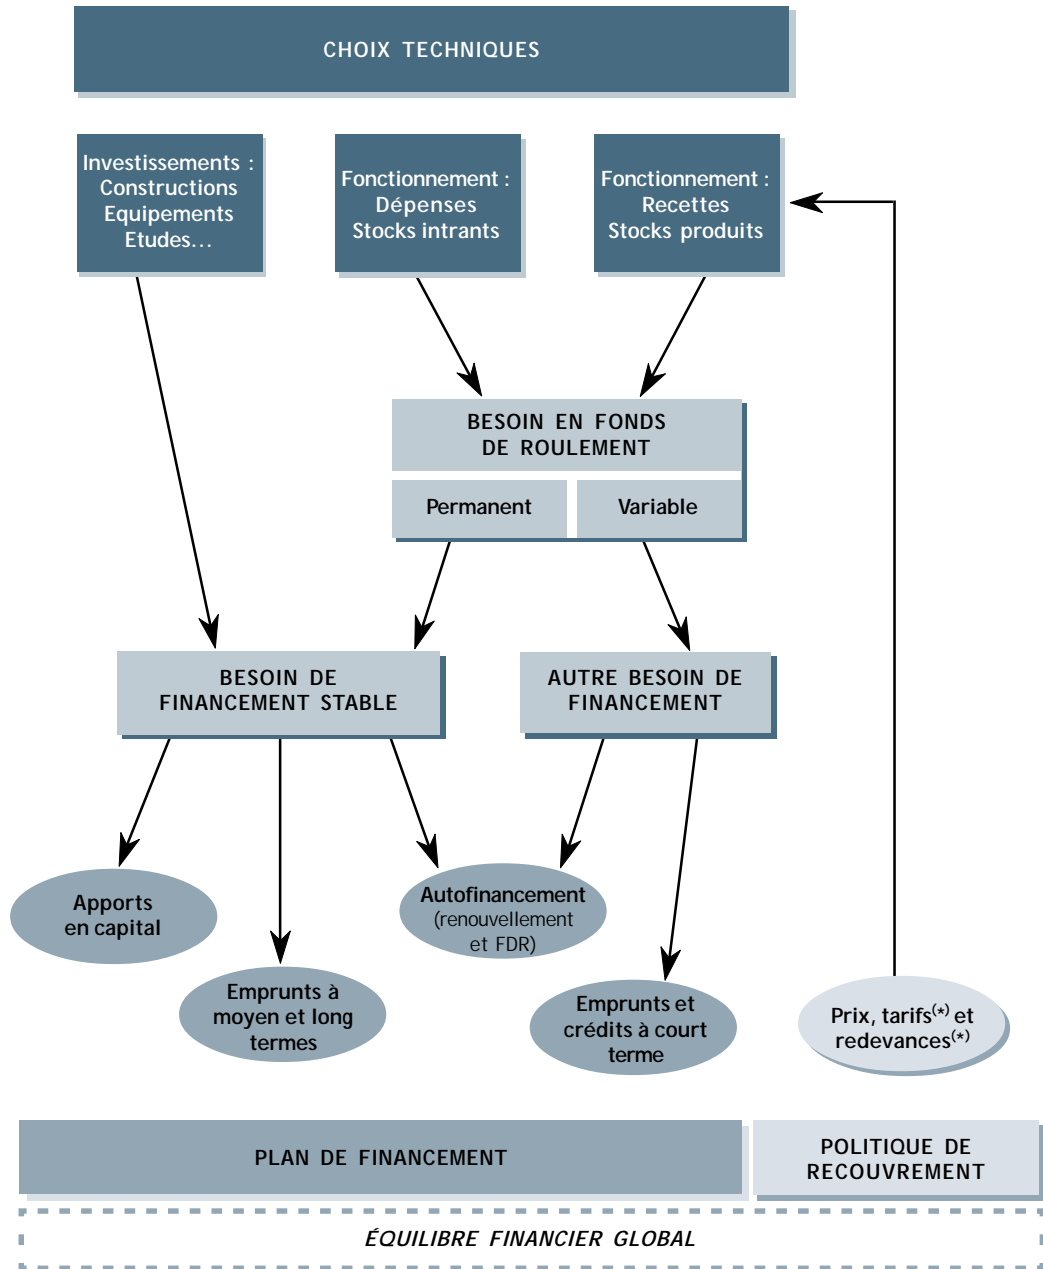 CHOIX TECHNIQUES
Investissements :
Constructions
Equipements
Etudes…
Fonctionnement :
Dépenses
Stocks intrants
Fonctionnement :
Recettes
Stocks produits
BESOIN EN FONDS
DE ROULEMENT
Permanent
Variable
BESOIN DE
FINANCEMENT STABLE
AUTRE BESOIN DE
FINANCEMENT
Apports
en capital
Autofinancement
(renouvellement
et FDR)
Emprunts à
moyen et long
termes
Emprunts et
crédits à court
terme
Prix, tarifs(*) et
redevances(*)
PLAN DE FINANCEMENT
POLITIQUE DE
RECOUVREMENT
ÉQUILIBRE FINANCIER GLOBAL